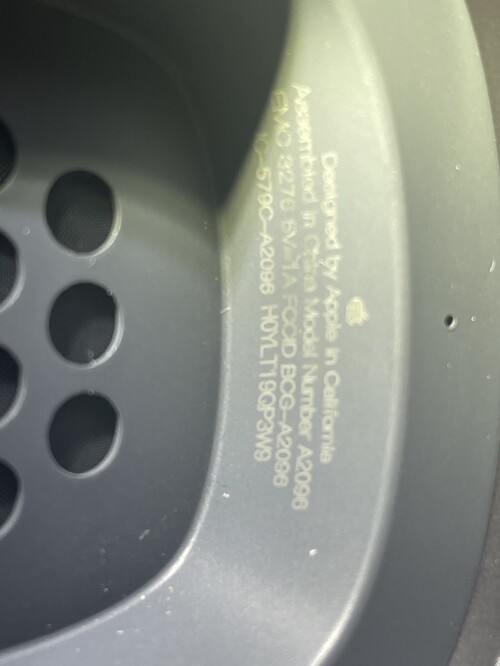 Designed by Apple in California
Assembled in China Model Number A2096
EMC 3276 5V⎓1A FCC ID BCG-A2096
IC-579C-A2096 H0YLT19QP3W9